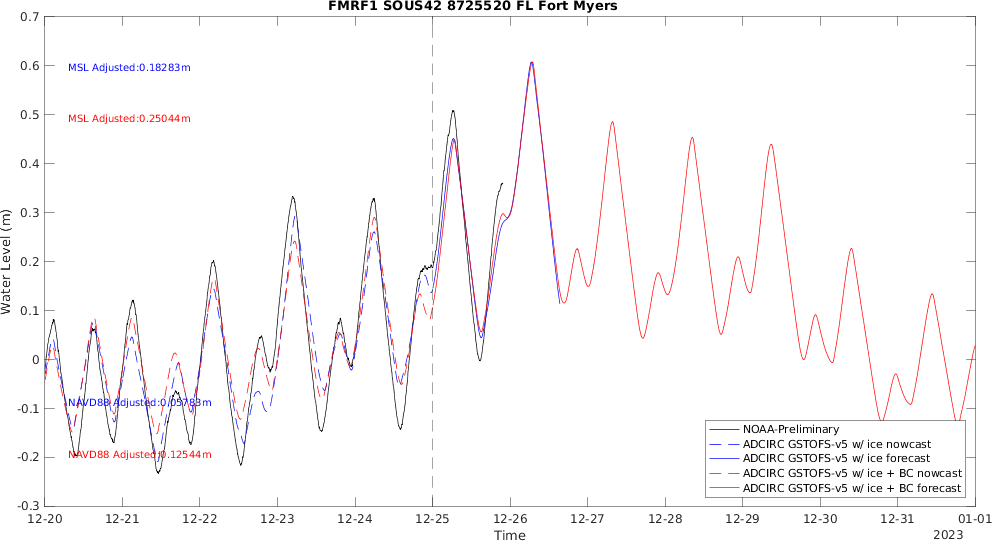 FMRF1 SOUS42 8725520 FL Fort Myers
0.7
0.6
0.5
0.4
0.3
0.2
0.1
0
-0.1
-0.2
-0.3
Water Level (m)
MSL Adjusted:0.18283m
MSL Adjusted:0.25044m
NAVD88 Adjusted:0.05783m
NAVD88 Adjusted:0.12544m
NOAA-Preliminary
ADCIRC GSTOFS-v5 w/ ice nowcast
ADCIRC GSTOFS-v5 w/ ice forecast
ADCIRC GSTOFS-v5 w/ ice + BC nowcast
ADCIRC GSTOFS-v5 w/ ice + BC forecast
12-20 12-21 12-22 12-23 12-24 12-25 12-26 12-27 12-28 12-29 12-30 12-31 01-01
Time
2023